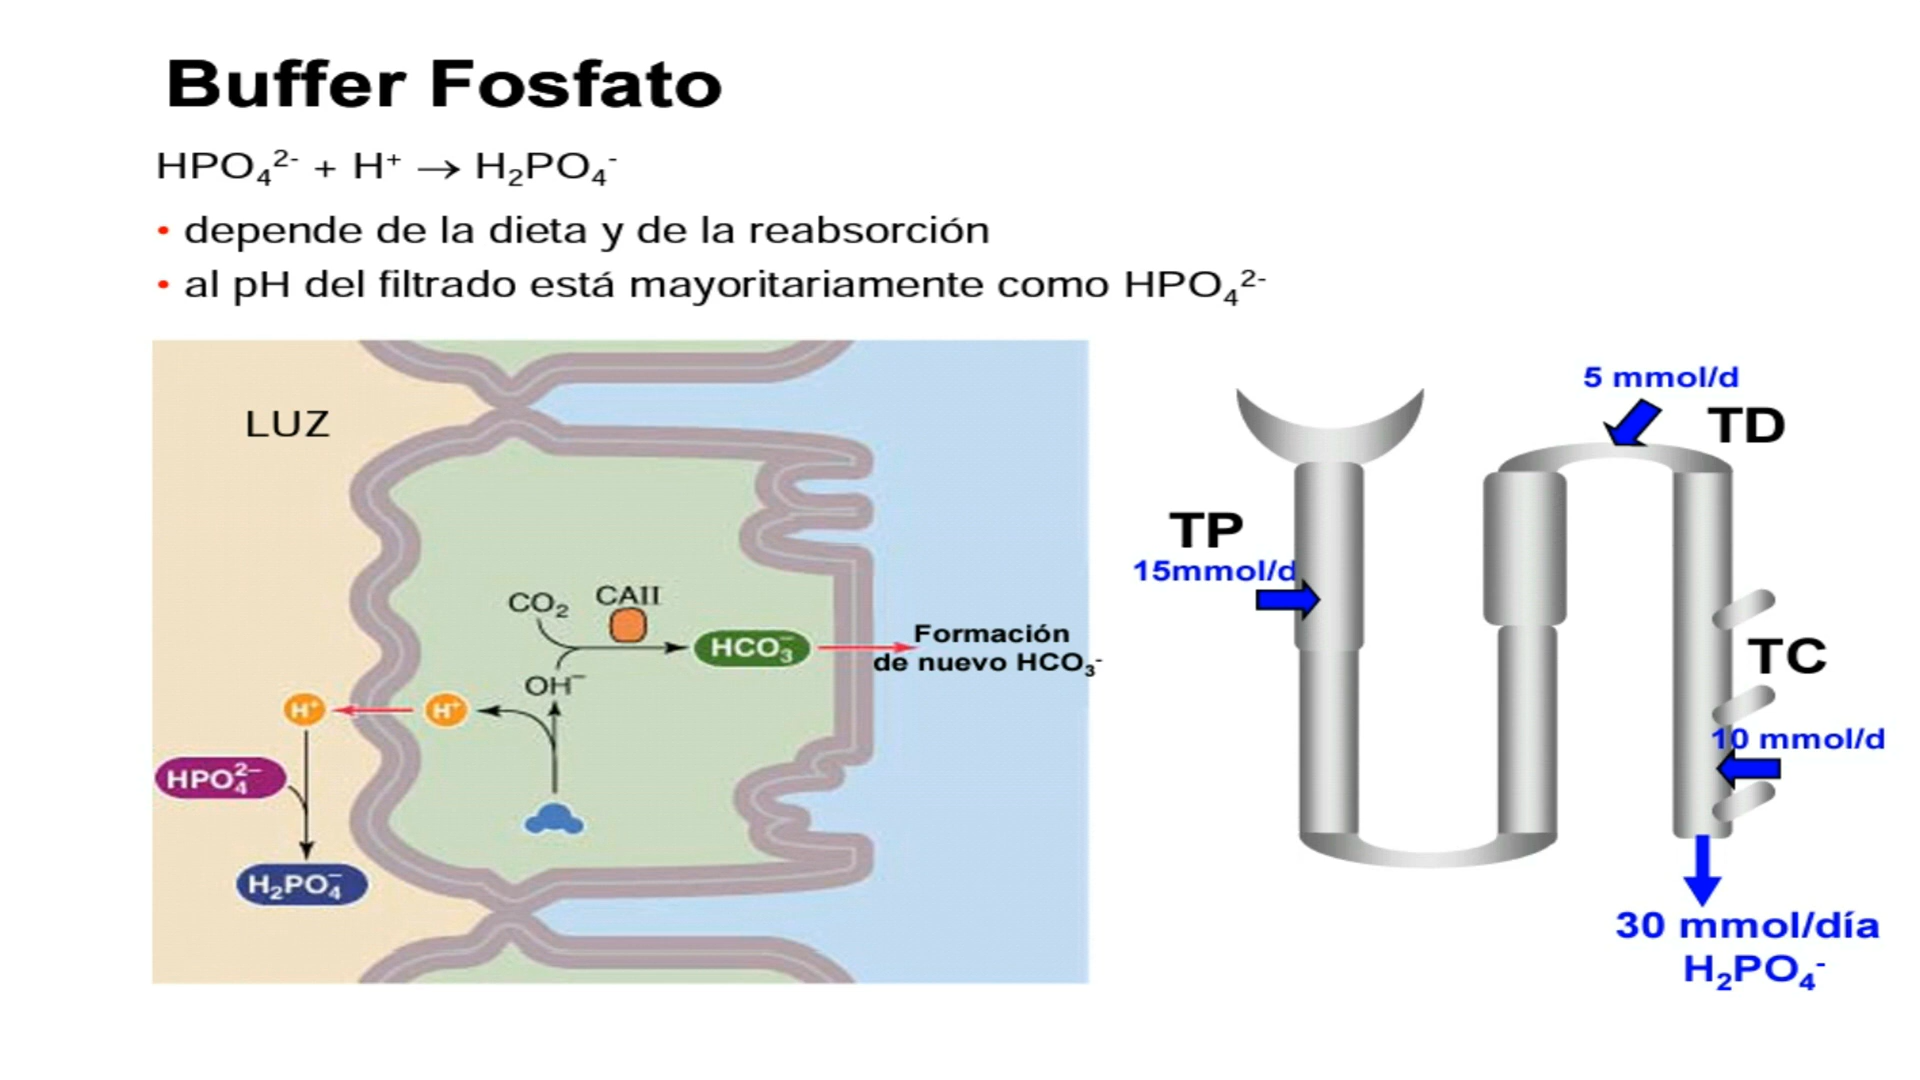 Buffer Fosfato
HPO₄²⁻ + H⁺ → H₂PO₄⁻
• depende de la dieta y de la reabsorción
• al pH del filtrado está mayoritariamente como HPO₄²⁻
LUZ
CO₂
CAII
HCO₃⁻
Formación
de nuevo HCO₃⁻
OH⁻
H⁺
H⁺
HPO₄²⁻
H₂PO₄⁻
5 mmol/d
TD
TP
15mmol/d
TC
10 mmol/d
30 mmol/día
H₂PO₄⁻